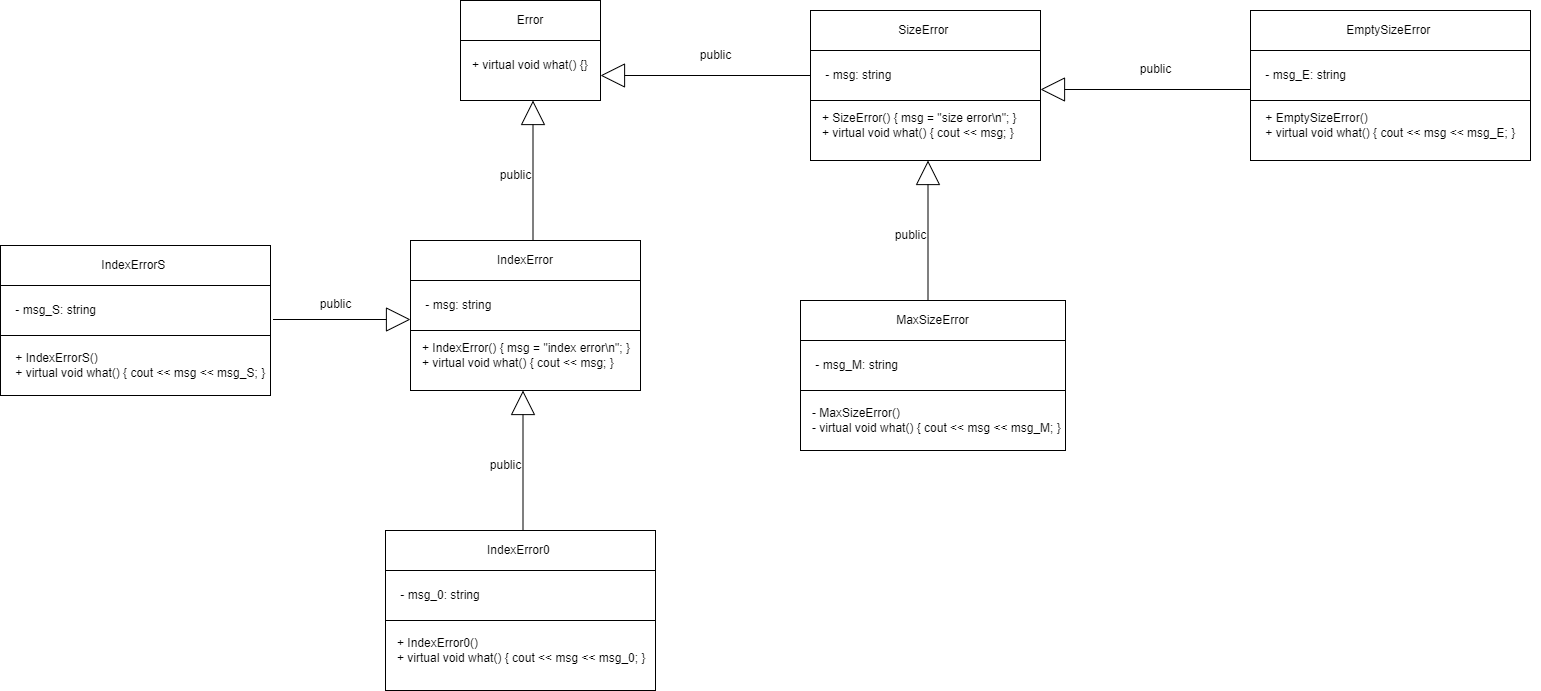 Error
+ virtual void what() {}
public
SizeError
- msg: string
+ SizeError() { msg = "size error\n"; }
+ virtual void what() { cout << msg; }
public
EmptySizeError
- msg_E: string
+ EmptySizeError()
+ virtual void what() { cout << msg << msg_E; }
public
public
IndexErrorS
- msg_S: string
+ IndexErrorS()
+ virtual void what() { cout << msg << msg_S; }
public
IndexError
- msg: string
+ IndexError() { msg = "index error\n"; }
+ virtual void what() { cout << msg; }
MaxSizeError
- msg_M: string
- MaxSizeError()
- virtual void what() { cout << msg << msg_M; }
public
IndexError0
- msg_0: string
+ IndexError0()
+ virtual void what() { cout << msg << msg_0; }